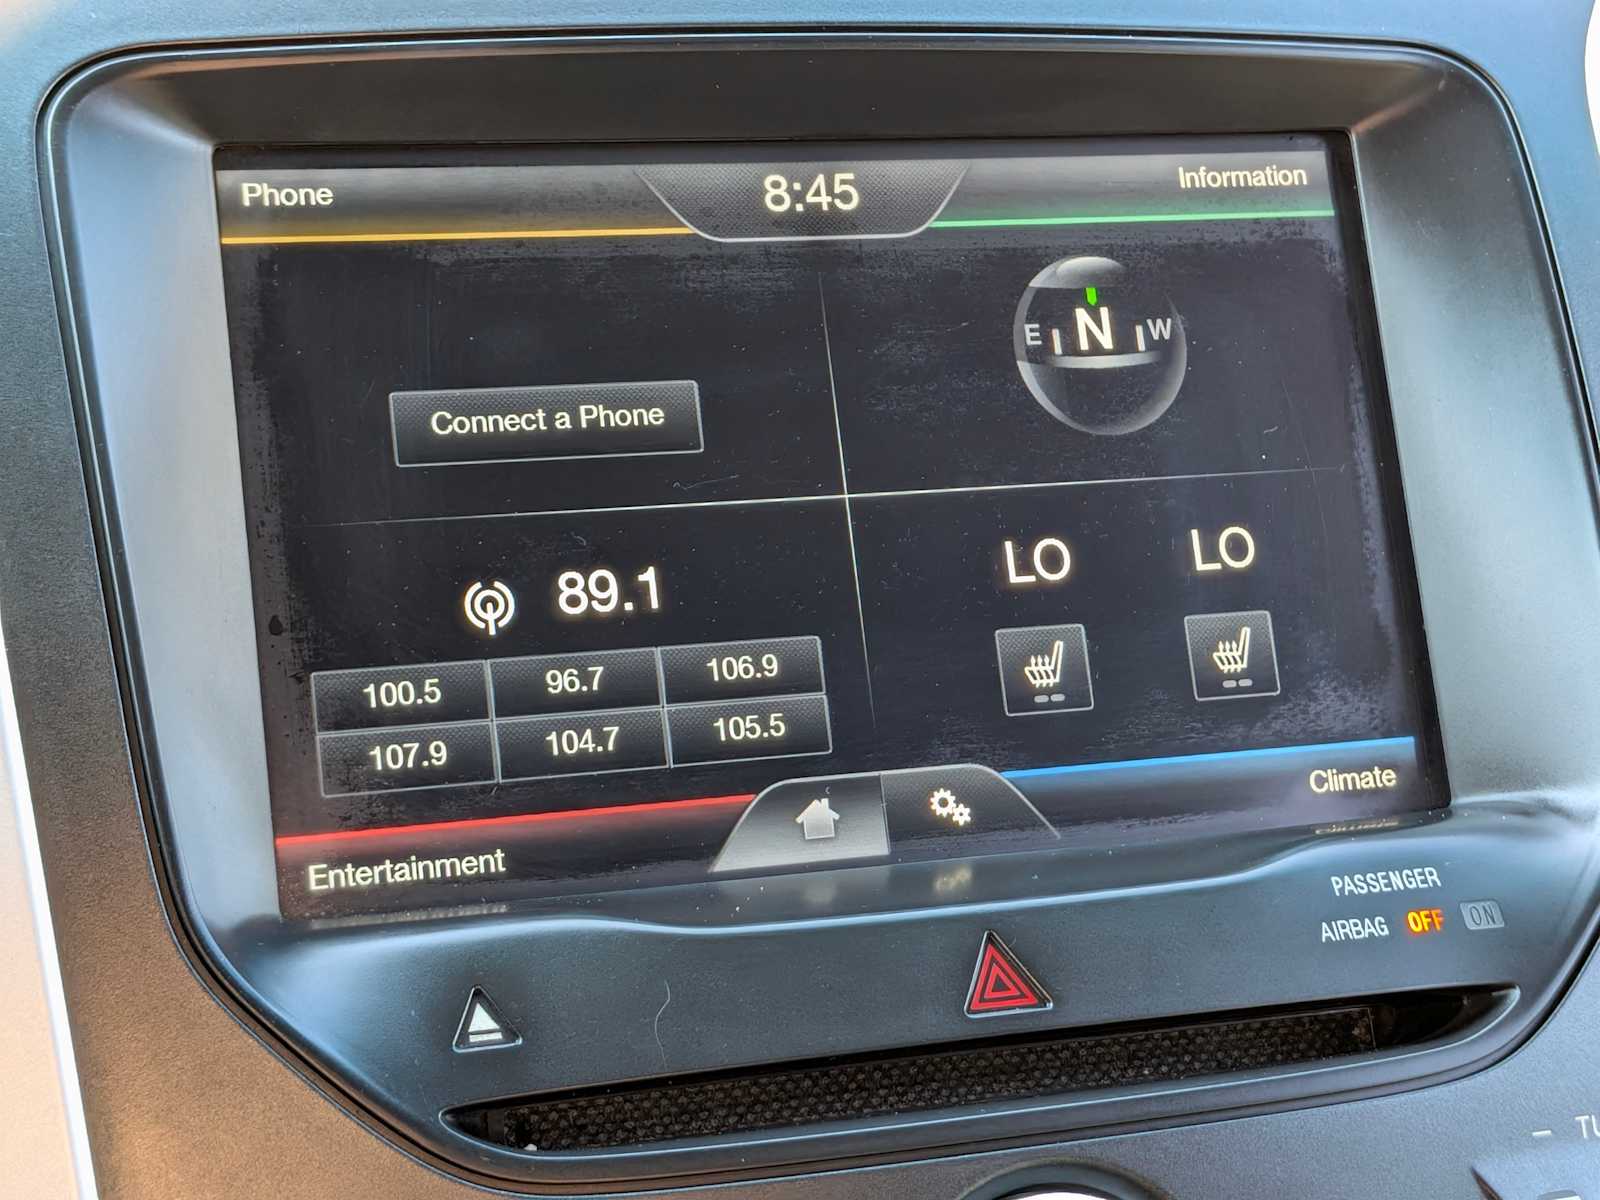 Phone
8:45
Information
E N W
Connect a Phone
89.1
LO LO
100.5 96.7 106.9
107.9 104.7 105.5
Entertainment
Climate
PASSENGER
AIRBAG OFF ON